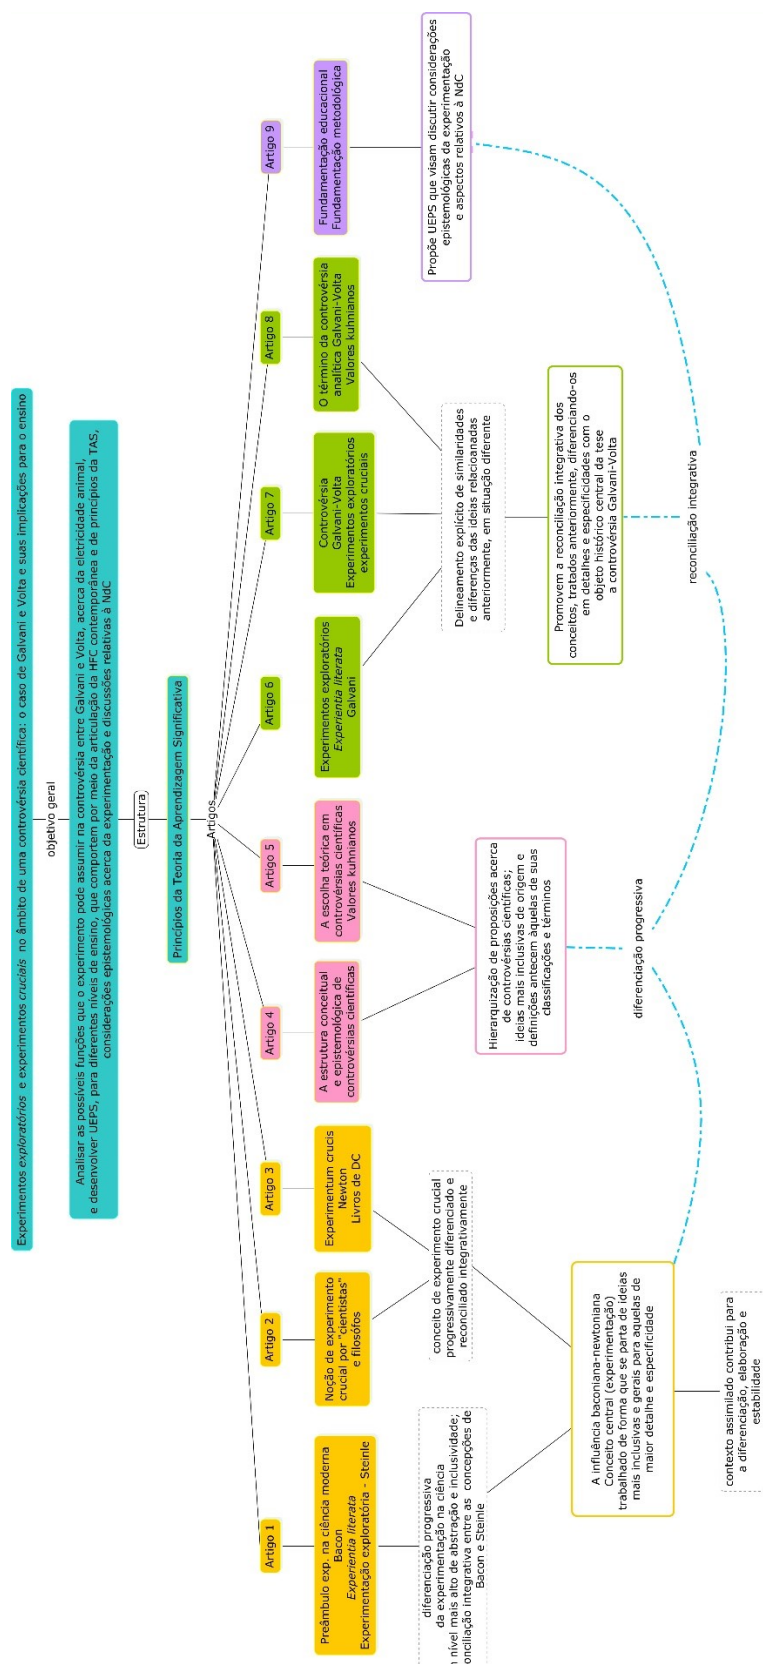 Experimentos exploratórios e experimentos cruciais no âmbito de uma controvérsia científica: o caso de Galvani e Volta e suas implicações para o ensino
objetivo geral
Analisar as possíveis funções que o experimento pode assumir na controvérsia entre Galvani e Volta, acerca da eletricidade animal,
e desenvolver UEPS, para diferentes níveis de ensino, que comportem por meio da articulação da HFC contemporânea e de princípios da TAS,
considerações epistemológicas acerca da experimentação e discussões relativas à NdC
Estrutura
Princípios da Teoria da Aprendizagem Significativa
Artigos
Artigo 1
Preâmbulo exp. na ciência moderna
Bacon
Experientia literata
Experimentação exploratória - Steinle
diferenciação progressiva
da experimentação na ciência
nível mais alto de abstração e inclusividade;
integrativa entre as concepções de
Bacon e Steinle
Artigo 2
Noção de experimento
crucial por "cientistas"
e filosófos
Artigo 3
Experimentum crucis
Newton
Livros de DC
conceito de experimento crucial
progressivamente diferenciado e
reconciliado integrativamente
A influência baconiana-newtoniana
Conceito central (experimentação)
trabalhado de forma que se parta de ideias
mais inclusivas e gerais para aquelas de
maior detalhe e especificidade
contexto assimilado contribui para
a diferenciação, elaboração e
estabilidade
Artigo 4
A estrutura conceitual
e epistemológica de
controvérsias científicas
Artigo 5
A escolha teórica em
controvérsias científicas
Valores kuhnianos
Hierarquização de proposições acerca
de controvérsias científicas;
ideias mais inclusivas de origem e
definições antecem àquelas de suas
classificações e términos
diferenciação progressiva
Artigo 6
Experimentos exploratórios
Experientia literata
Galvani
Artigo 7
Controvérsia
Galvani-Volta
Experimentos exploratórios
experimentos cruciais
Artigo 8
O término da controvérsia
analítica Galvani-Volta
Valores kuhnianos
Delineamento explícito de similaridades
e diferenças das ideias relacioanadas
anteriormente, em situação diferente
Promovem a reconciliação integrativa dos
conceitos, tratados anteriormente, diferenciando-os
em detalhes e especificidades com o
objeto histórico central da tese
a controvérsia Galvani-Volta
reconciliação integrativa
Artigo 9
Fundamentação educacional
Fundamentação metodológica
Propõe UEPS que visam discutir considerações
epistemológicas da experimentação
e aspectos relativos à NdC